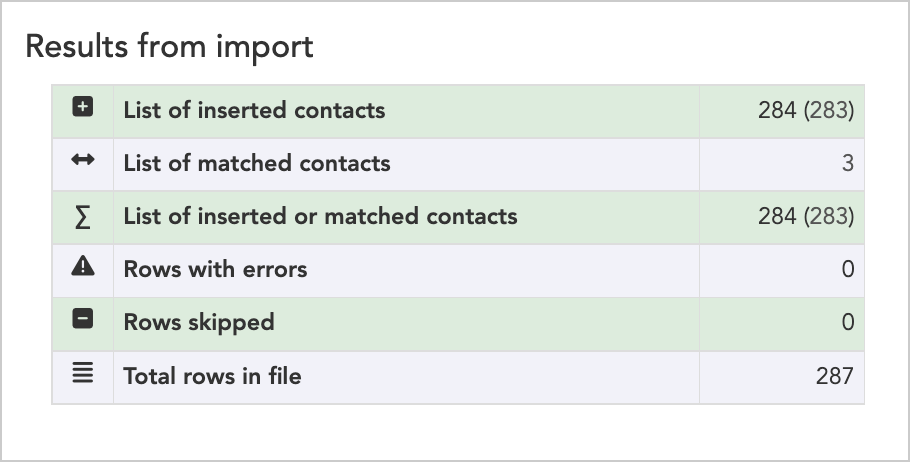 Results from import
List of inserted contacts 284 (283)
List of matched contacts 3
∑ List of inserted or matched contacts 284 (283)
Rows with errors 0
Rows skipped 0
Total rows in file 287